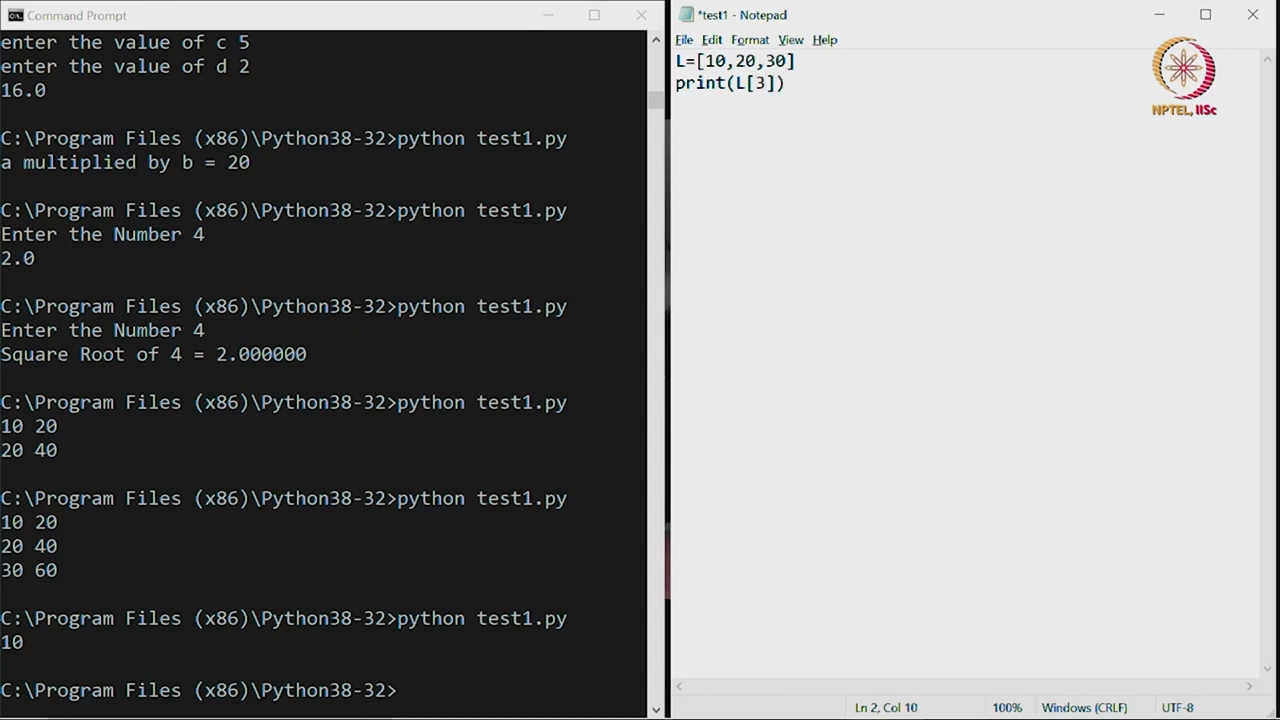 Command Prompt
enter the value of c 5
enter the value of d 2
16.0
C:\Program Files (x86)\Python38-32>python test1.py
a multiplied by b = 20
C:\Program Files (x86)\Python38-32>python test1.py
Enter the Number 4
2.0
C:\Program Files (x86)\Python38-32>python test1.py
Enter the Number 4
Square Root of 4 = 2.000000
C:\Program Files (x86)\Python38-32>python test1.py
10 20
20 40
C:\Program Files (x86)\Python38-32>python test1.py
10 20
20 40
30 60
C:\Program Files (x86)\Python38-32>python test1.py
10
C:\Program Files (x86)\Python38-32>
*test1 - Notepad
File Edit Format View Help
L=[10,20,30]
print(L[3])
NPTEL, IISc
Ln 2, Col 10 100% Windows (CRLF) UTF-8